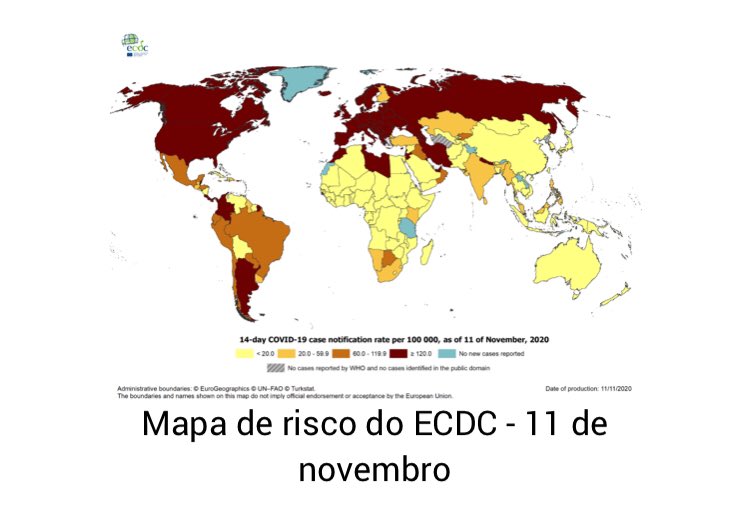 ecdc
14-day COVID-19 case notification rate per 100 000, as of 11 of November, 2020
< 20.0 20.0 - 59.9 60.0 - 119.9 ≥ 120.0 No new cases reported
No cases reported by WHO and no cases identified in the public domain
Administrative boundaries: © EuroGeographics © UN–FAO © Turkstat. Date of production: 11/11/2020
The boundaries and names shown on this map do not imply official endorsement or acceptance by the European Union.
Mapa de risco do ECDC - 11 de
novembro